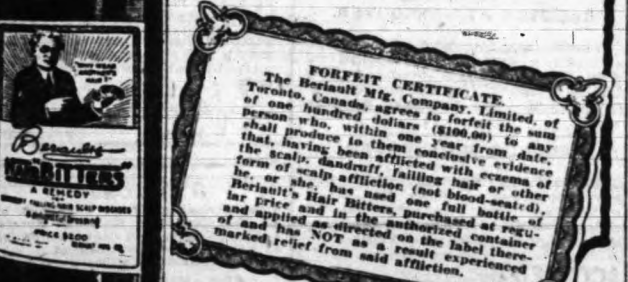 Beriault
HAIR BITTERS
A REMEDY
PRICE $1.00
FORFEIT CERTIFICATE.
The Beriault Mfg. Company, Limited, of
Toronto, Canada, agrees to forfeit the sum
of one hundred dollars ($100.00) to any
person who, within one year from date,
shall produce to them conclusive evidence
that, having been afflicted with eczema of
the scalp, dandruff, failling hair or other
form of scalp affliction (not blood-seated),
he, or she, has used one full bottle of
Beriault's Hair Bitters, purchased at regu-
lar price and in the authorized container
and applied as directed on the label there-
of and has NOT as a result experienced
marked relief from said affliction.